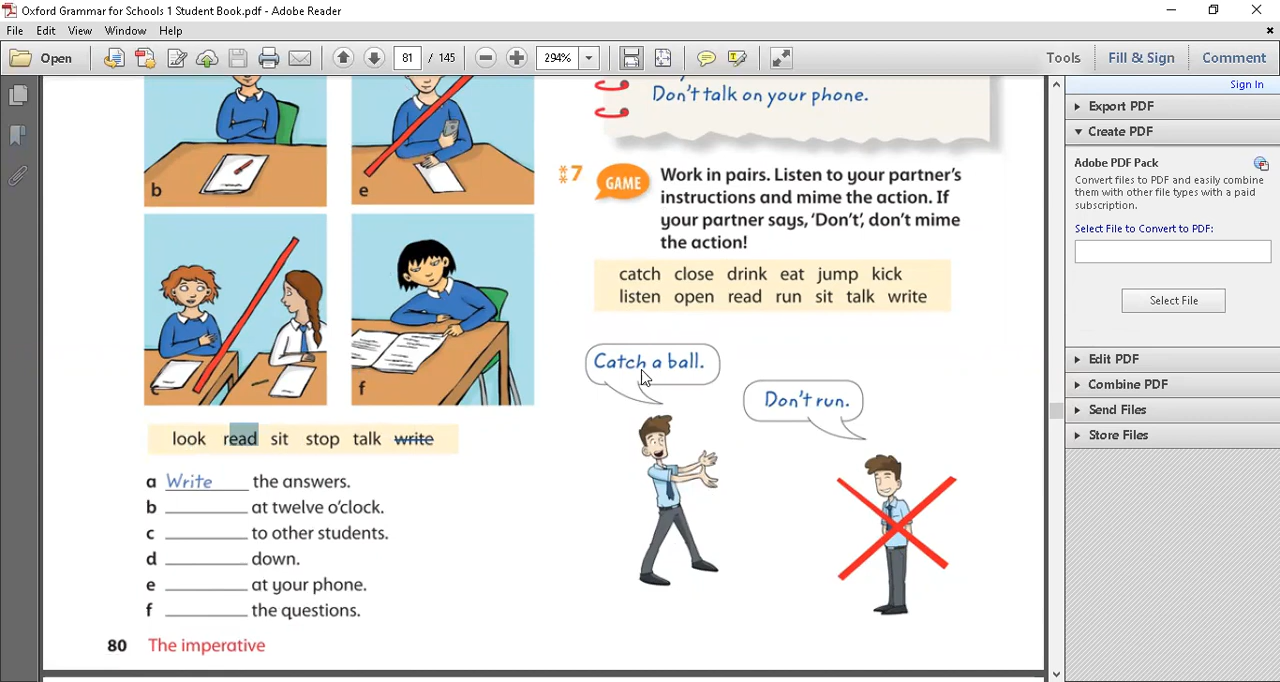 Oxford Grammar for Schools 1 Student Book.pdf - Adobe Reader
File Edit View Window Help
Open 81 / 145 294% Tools Fill & Sign Comment
Sign In
Export PDF
Create PDF
Adobe PDF Pack
Convert files to PDF and easily combine
them with other file types with a paid
subscription.
Select File to Convert to PDF:
Select File
Edit PDF
Combine PDF
Send Files
Store Files
b
e
c
f
look read sit stop talk write
a Write the answers.
b ________ at twelve o'clock.
c ________ to other students.
d ________ down.
e ________ at your phone.
f ________ the questions.
80 The imperative
Don't talk on your phone.
7 GAME Work in pairs. Listen to your partner's
instructions and mime the action. If
your partner says, 'Don't', don't mime
the action!
catch close drink eat jump kick
listen open read run sit talk write
Catch a ball.
Don't run.